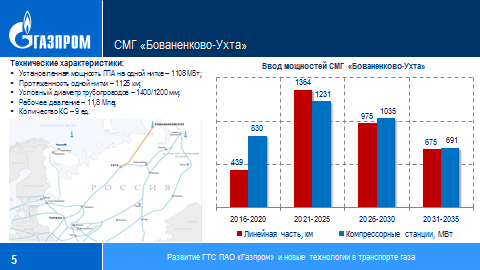 ГАЗПРОМ
СМГ «Бованенково-Ухта»
Технические характеристики:
Установленная мощность ГПА на одной нитке – 1108 МВт;
Протяженность одной нитки – 1125 км;
Условный диаметр трубопроводов – 1400/1200 мм;
Рабочее давление – 11,8 Мпа;
Количество КС – 9 ед.
РОССИЯ
Ввод мощностей СМГ «Бованенково-Ухта»
439
830
1364
1231
975
1035
675
691
2016-2020
2021-2025
2026-2030
2031-2035
Линейная часть, км
Компрессорные станции, МВт
5
Развитие ГТС ПАО «Газпром» и новые технологии в транспорте газа